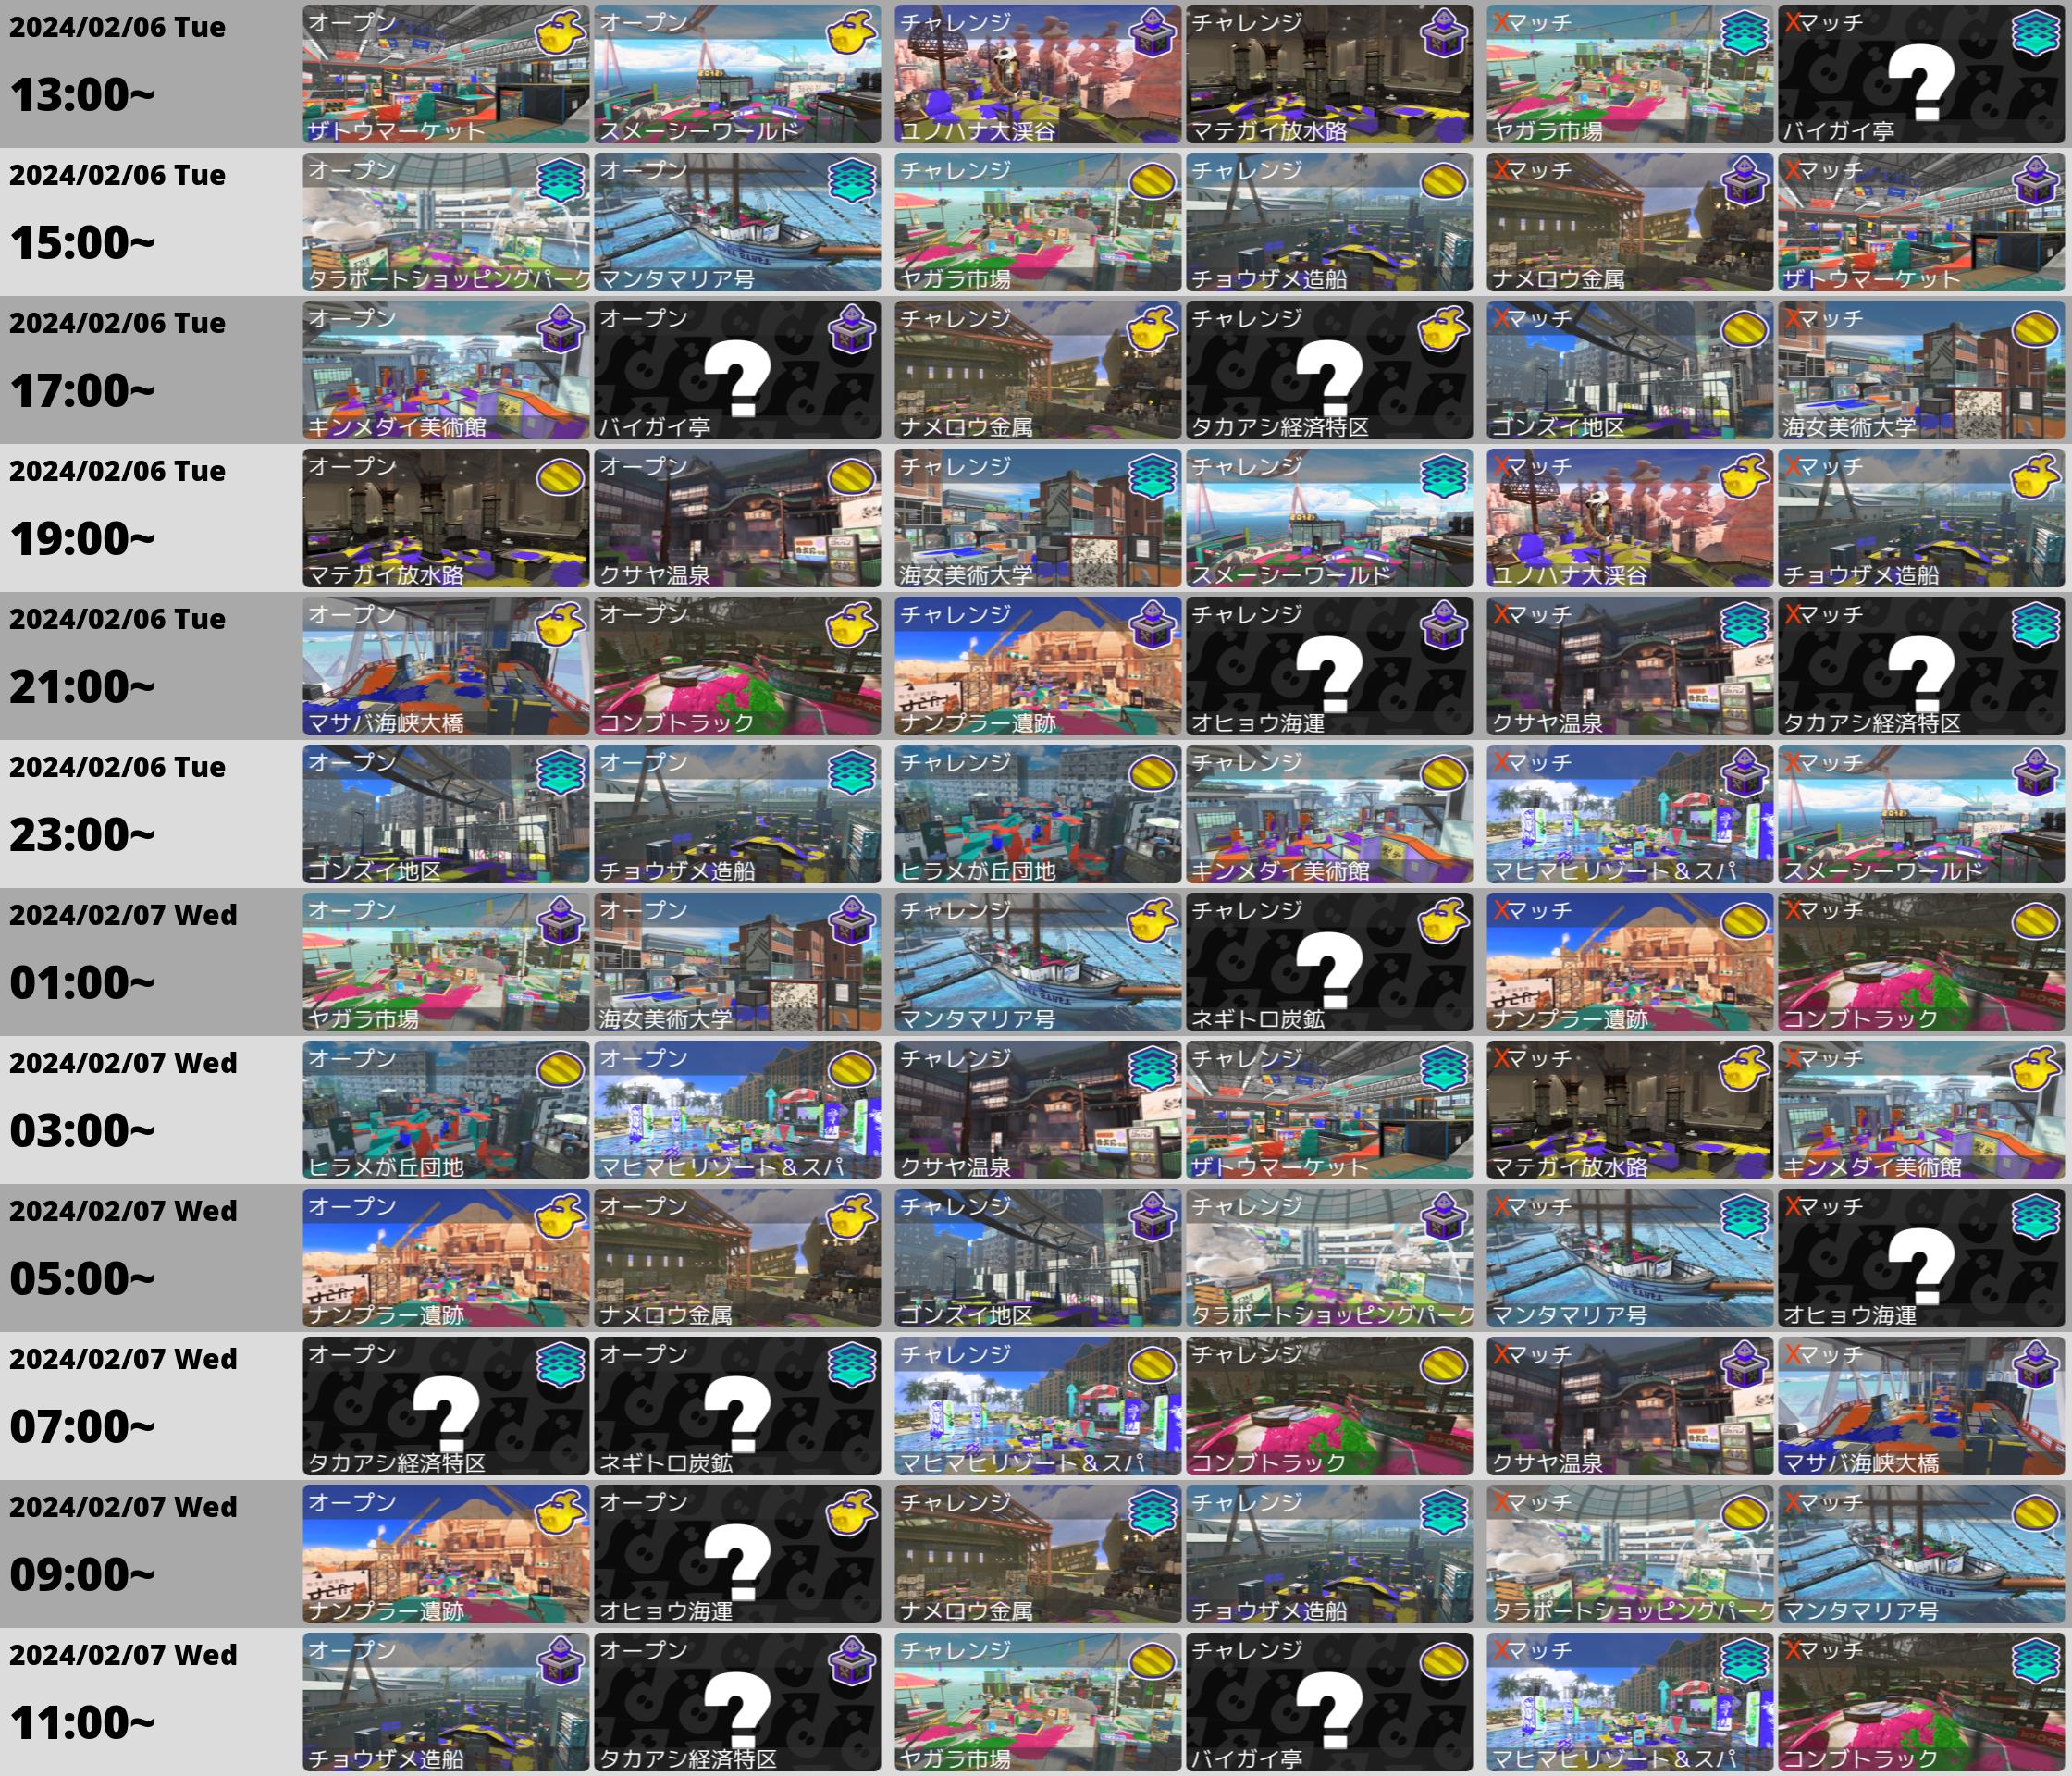 2024/02/06 Tue
13:00~
オープン
ザトウマーケット
オープン
スメーシーワールド
チャレンジ
ユノハナ大渓谷
チャレンジ
マテガイ放水路
Xマッチ
ヤガラ市場
Xマッチ
バイガイ亭
2024/02/06 Tue
15:00~
オープン
タラポートショッピングパーク
オープン
マンタマリア号
チャレンジ
ヤガラ市場
チャレンジ
チョウザメ造船
Xマッチ
ナメロウ金属
Xマッチ
ザトウマーケット
2024/02/06 Tue
17:00~
オープン
キンメダイ美術館
オープン
バイガイ亭
チャレンジ
ナメロウ金属
チャレンジ
タカアシ経済特区
Xマッチ
ゴンズイ地区
Xマッチ
海女美術大学
2024/02/06 Tue
19:00~
オープン
マテガイ放水路
オープン
クサヤ温泉
チャレンジ
海女美術大学
チャレンジ
スメーシーワールド
Xマッチ
ユノハナ大渓谷
Xマッチ
チョウザメ造船
2024/02/06 Tue
21:00~
オープン
マサバ海峡大橋
オープン
コンブトラック
チャレンジ
ナンプラー遺跡
チャレンジ
オヒョウ海運
Xマッチ
クサヤ温泉
Xマッチ
タカアシ経済特区
2024/02/06 Tue
23:00~
オープン
ゴンズイ地区
オープン
チョウザメ造船
チャレンジ
ヒラメが丘団地
チャレンジ
キンメダイ美術館
Xマッチ
マヒマヒリゾート＆スパ
Xマッチ
スメーシーワールド
2024/02/07 Wed
01:00~
オープン
ヤガラ市場
オープン
海女美術大学
チャレンジ
マンタマリア号
チャレンジ
ネギトロ炭鉱
Xマッチ
ナンプラー遺跡
Xマッチ
コンブトラック
2024/02/07 Wed
03:00~
オープン
ヒラメが丘団地
オープン
マヒマヒリゾート＆スパ
チャレンジ
クサヤ温泉
チャレンジ
ザトウマーケット
Xマッチ
マテガイ放水路
Xマッチ
キンメダイ美術館
2024/02/07 Wed
05:00~
オープン
ナンプラー遺跡
オープン
ナメロウ金属
チャレンジ
ゴンズイ地区
チャレンジ
タラポートショッピングパーク
Xマッチ
マンタマリア号
Xマッチ
オヒョウ海運
2024/02/07 Wed
07:00~
オープン
タカアシ経済特区
オープン
ネギトロ炭鉱
チャレンジ
マヒマヒリゾート＆スパ
チャレンジ
コンブトラック
Xマッチ
クサヤ温泉
Xマッチ
マサバ海峡大橋
2024/02/07 Wed
09:00~
オープン
ナンプラー遺跡
オープン
オヒョウ海運
チャレンジ
ナメロウ金属
チャレンジ
チョウザメ造船
Xマッチ
タラポートショッピングパーク
Xマッチ
マンタマリア号
2024/02/07 Wed
11:00~
オープン
チョウザメ造船
オープン
タカアシ経済特区
チャレンジ
ヤガラ市場
チャレンジ
バイガイ亭
Xマッチ
マヒマヒリゾート＆スパ
Xマッチ
コンブトラック